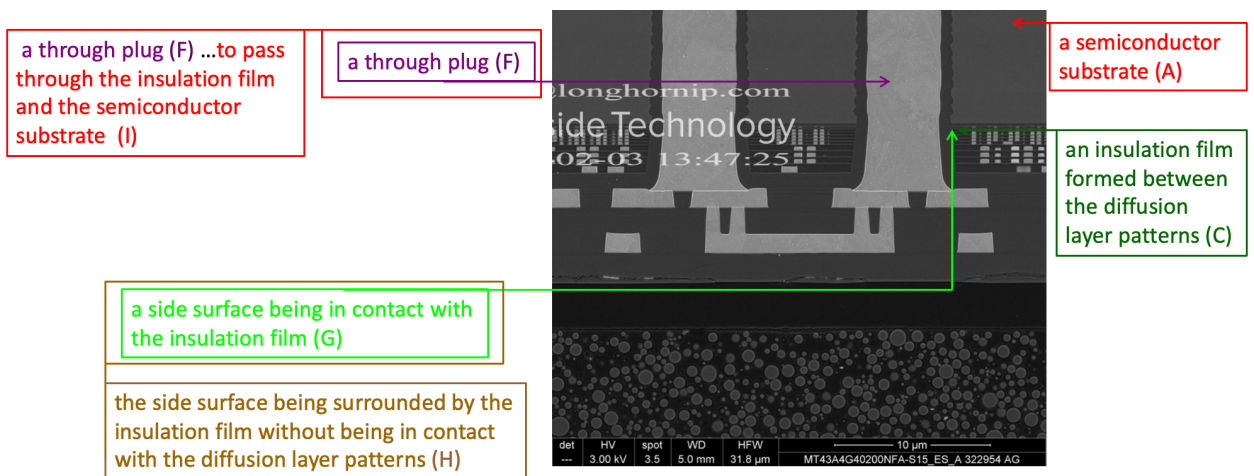 a through plug (F) ...to pass
through the insulation film
and the semiconductor
substrate (I)
a through plug (F)
a semiconductor
substrate (A)
@longhornip.com
side Technology
-02-03 13:47:25
an insulation film
formed between
the diffusion
layer patterns (C)
a side surface being in contact with
the insulation film (G)
the side surface being surrounded by the
insulation film without being in contact
with the diffusion layer patterns (H)
det HV spot WD HFW 10 μm
--- 3.00 kV 3.5 5.0 mm 31.8 μm MT43A4G40200NFA-S15_ES_A 322954 AG